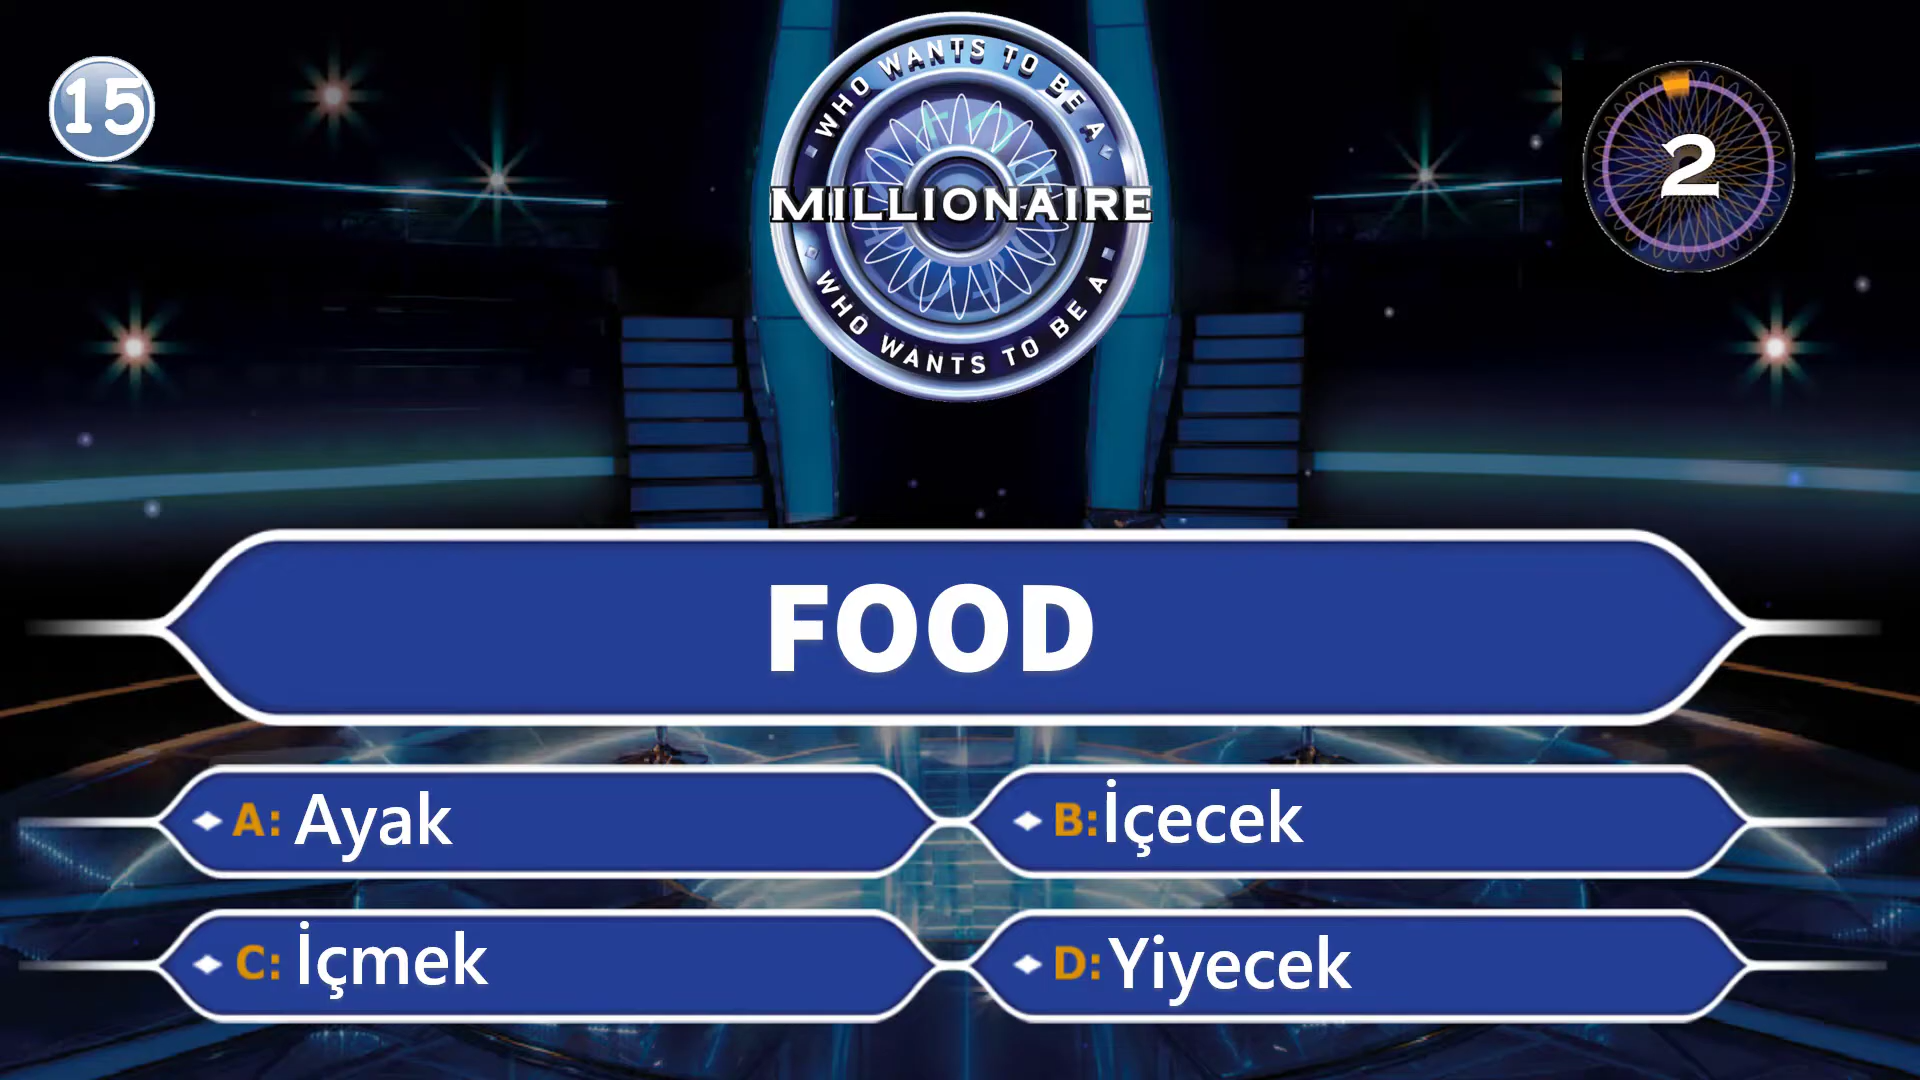 15
WHO WANTS TO BE A
MILLIONAIRE
WHO WANTS TO BE A
2
FOOD
A: Ayak
B: İçecek
C: İçmek
D: Yiyecek